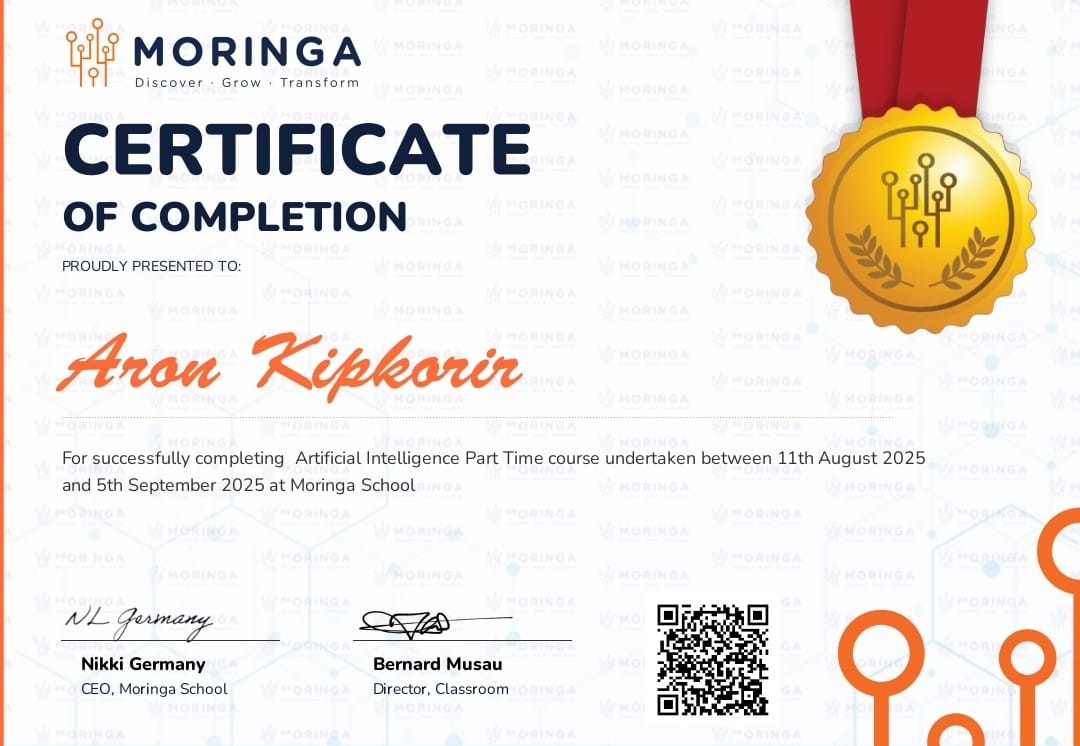 MORINGA
Discover · Grow · Transform
CERTIFICATE
OF COMPLETION
PROUDLY PRESENTED TO:
Aron Kipkorir
For successfully completing  Artificial Intelligence Part Time course undertaken between 11th August 2025
and 5th September 2025 at Moringa School
NL Germany
Nikki Germany
CEO, Moringa School
Bernard Musau
Director, Classroom